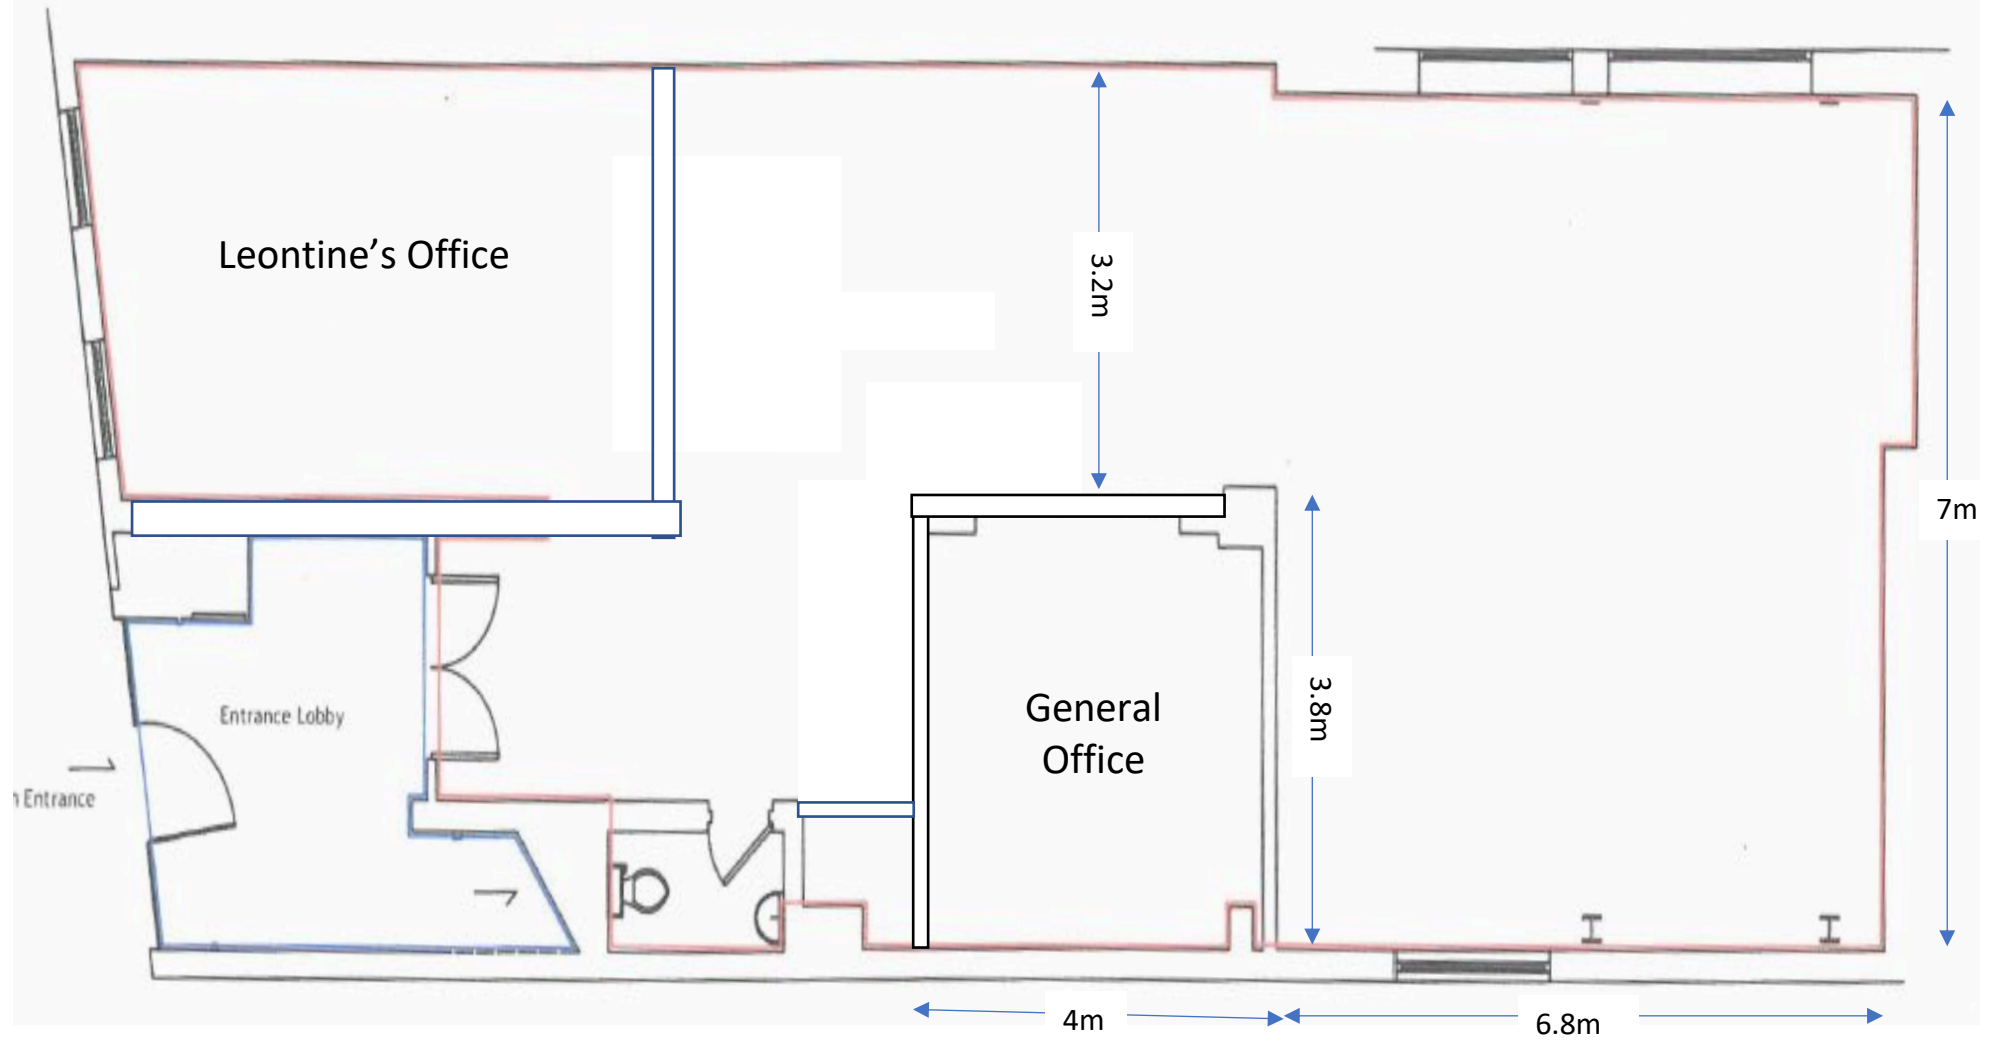 Leontine’s Office
3.2m
7m
General
Office
3.8m
Entrance Lobby
n Entrance
4m
6.8m